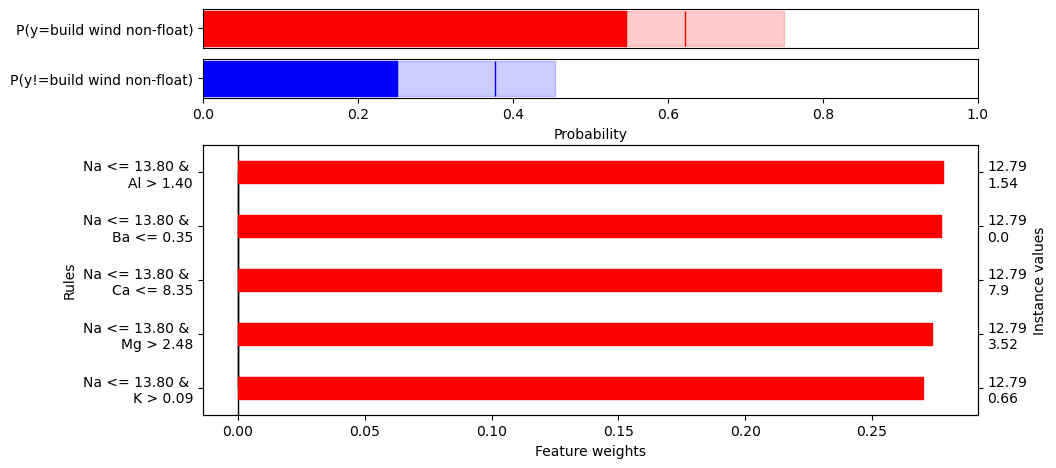 P(y=build wind non-float)
P(y!=build wind non-float)
0.0 0.2 0.4 0.6 0.8 1.0
Probability
Na <= 13.80 & 12.79
Al > 1.40 1.54
Na <= 13.80 & 12.79
Ba <= 0.35 0.0
Na <= 13.80 & 12.79
Ca <= 8.35 7.9
Na <= 13.80 & 12.79
Mg > 2.48 3.52
Na <= 13.80 & 12.79
K > 0.09 0.66
Rules
Instance values
0.00 0.05 0.10 0.15 0.20 0.25
Feature weights